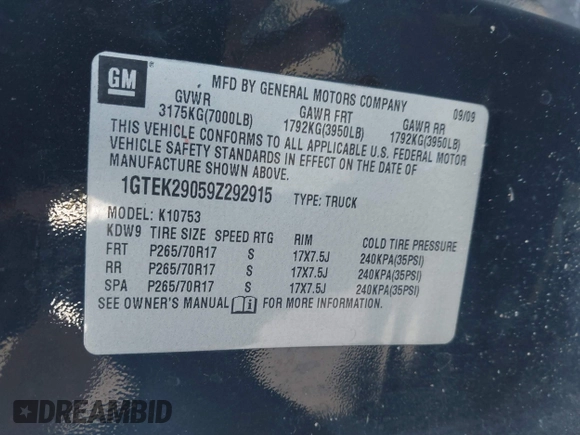 GM
MFD BY GENERAL MOTORS COMPANY
09/09
GVWR GAWR FRT GAWR RR
3175KG(7000LB) 1792KG(3950LB) 1792KG(3950LB)
THIS VEHICLE CONFORMS TO ALL APPLICABLE U.S. FEDERAL MOTOR
VEHICLE SAFETY STANDARDS IN EFFECT ON THE DATE OF
MANUFACTURE SHOWN ABOVE.
1GTEK29059Z292915 TYPE: TRUCK
MODEL: K10753
KDW9 TIRE SIZE SPEED RTG RIM COLD TIRE PRESSURE
FRT P265/70R17 S 17X7.5J 240KPA(35PSI)
RR P265/70R17 S 17X7.5J 240KPA(35PSI)
SPA P265/70R17 S 17X7.5J 240KPA(35PSI)
SEE OWNER'S MANUAL i FOR MORE INFORMATION.
DREAMBID